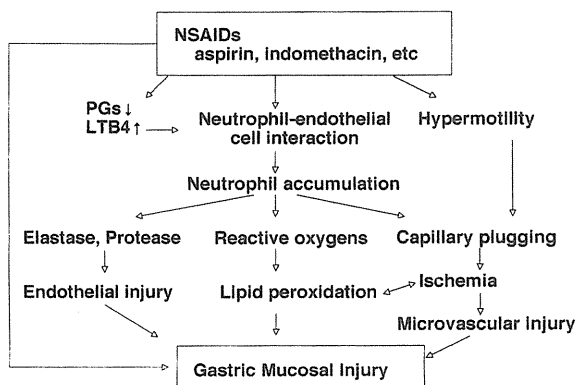 NSAIDs
aspirin, indomethacin, etc
PGs↓
LTB4↑
Neutrophil-endothelial
cell interaction
Hypermotility
Neutrophil accumulation
Elastase, Protease
Reactive oxygens
Capillary plugging
Endothelial injury
Lipid peroxidation
Ischemia
Microvascular injury
Gastric Mucosal Injury